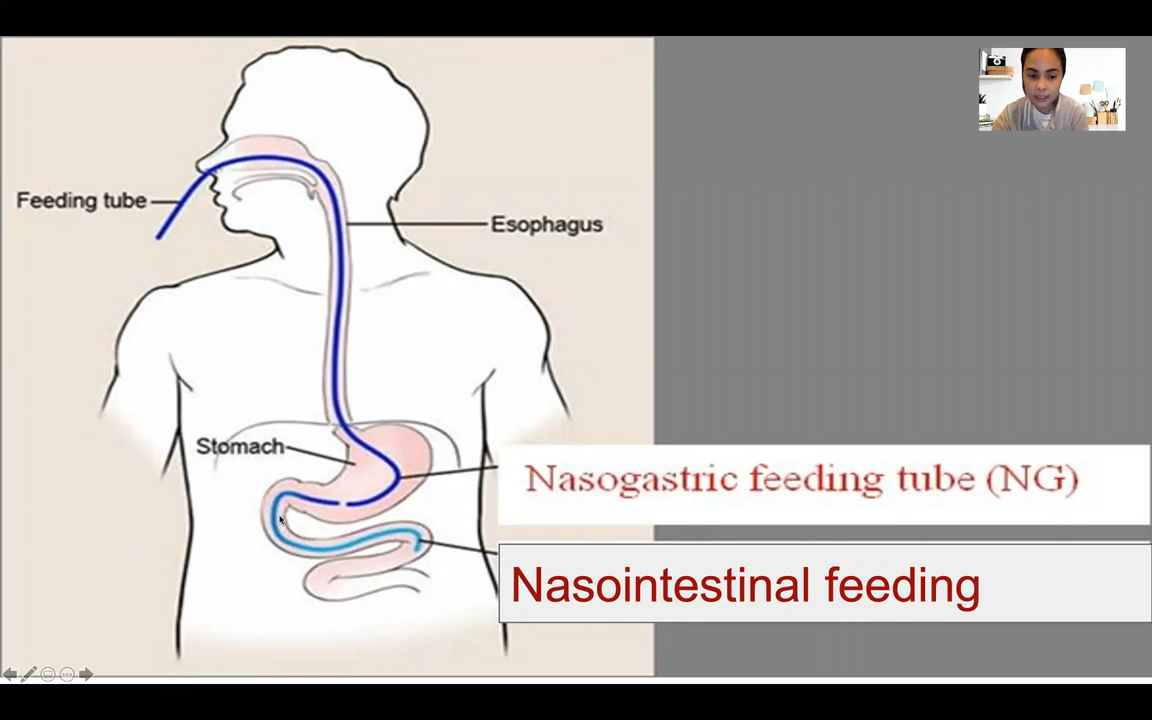 Feeding tube
Esophagus
Stomach
Nasogastric feeding tube (NG)
Nasointestinal feeding